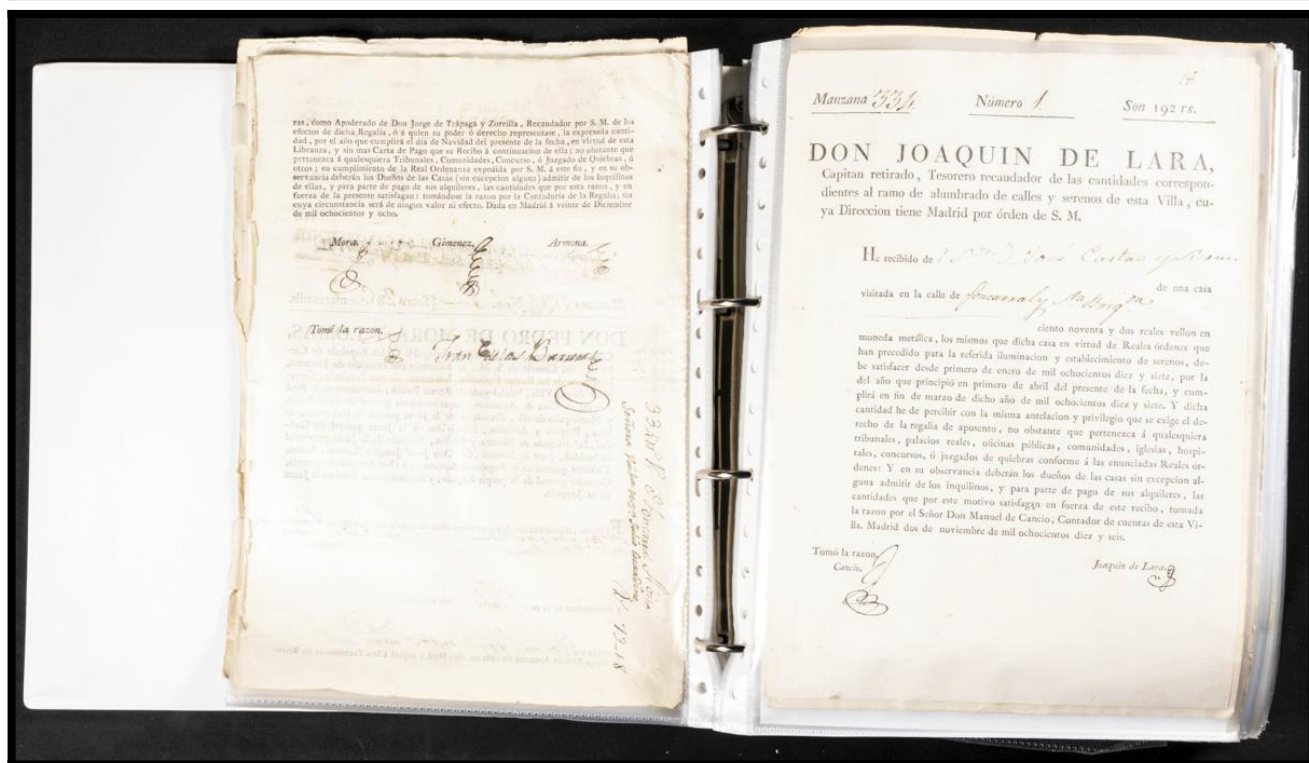 zas, como Apoderado de Don Jorge de Trápaga y Zorrilla, Recaudador por S. M. de los
efectos de dicha Regalía, ó á quien su poder ó derecho representase, la expresada canti-
dad, por el año que cumplirá el dia de Navidad del presente de la fecha, en virtud de esta
Libranza, y sin mas Carta de Pago que su Recibo á continuacion de ella; no obstante que
pertenezca á qualesquiera Tribunales, Comunidades, Concurso, ó Juzgado de Quiebras, ú
otros; en cumplimiento de la Real Ordenanza expedida por S. M. á este fin, y en su ob-
servancia deberán los Dueños de las Casas (sin excepcion alguna) admitir de los Inquilinos
de ellas, y para parte de pago de sus alquileres, las cantidades que por esta razon, y en
fuerza de la presente satisfagan: tomándose la razon por la Contaduría de la Regalía; sin
cuya circunstancia será de ningun valor ni efecto. Dada en Madrid á veinte de Diciembre
de mil ochocientos y ocho.
Mora. Gimenez. Armona.
Tomé la razon.
DON PEDRO DE MORA
Manzana 334 Número 1 Son 192 rs.
DON JOAQUIN DE LARA,
Capitan retirado, Tesorero recaudador de las cantidades correspon-
dientes al ramo de alumbrado de calles y serenos de esta Villa, cu-
ya Direccion tiene Madrid por órden de S. M.
He recibido de José
de una casa
visitada en la calle de
ciento noventa y dos reales vellon en
moneda metálica, los mismos que dicha casa en virtud de Reales órdenes que
han precedido para la referida iluminacion y establecimiento de serenos, de-
be satisfacer desde primero de enero de mil ochocientos diez y siete, por la
del año que principió en primero de abril del presente de la fecha, y cum-
plirá en fin de marzo de dicho año de mil ochocientos diez y siete. Y dicha
cantidad he de percibir con la misma antelacion y privilegio que se exige el de-
recho de la regalía de aposento, no obstante que pertenezca á qualesquiera
tribunales, palacios reales, oficinas públicas, comunidades, iglesias, hospi-
tales, concursos, ó juzgados de quiebras conforme á las enunciadas Reales ór-
denes: Y en su observancia deberán los dueños de las casas sin excepcion al-
guna admitir de los inquilinos, y para parte de pago de sus alquileres, las
cantidades que por este motivo satisfagan en fuerza de este recibo, tomada
la razon por el Señor Don Manuel de Cancio, Contador de cuentas de esta Vi-
lla. Madrid dos de noviembre de mil ochocientos diez y seis.
Tomó la razon,
Cancio.
Joaquin de Lara.